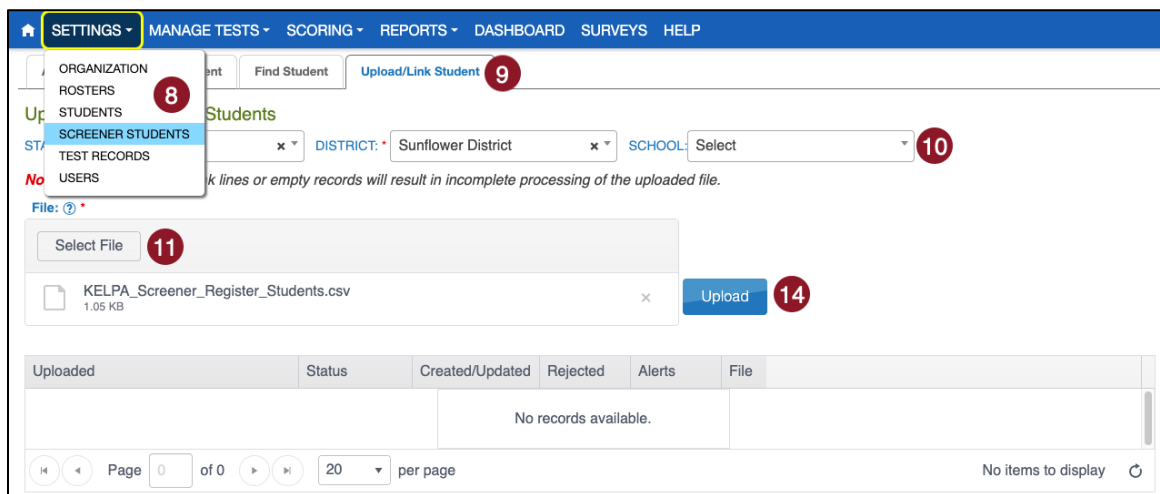 SETTINGS MANAGE TESTS SCORING REPORTS DASHBOARD SURVEYS HELP
ORGANIZATION
ROSTERS
STUDENTS
SCREENER STUDENTS
TEST RECORDS
USERS
8
A ent Find Student Upload/Link Student 9
Up Students
STA × DISTRICT: * Sunflower District × SCHOOL: Select 10
No k lines or empty records will result in incomplete processing of the uploaded file.
File: ? *
Select File 11
KELPA_Screener_Register_Students.csv
1.05 KB
× Upload 14
Uploaded Status Created/Updated Rejected Alerts File
No records available.
Page 0 of 0 20 per page No items to display